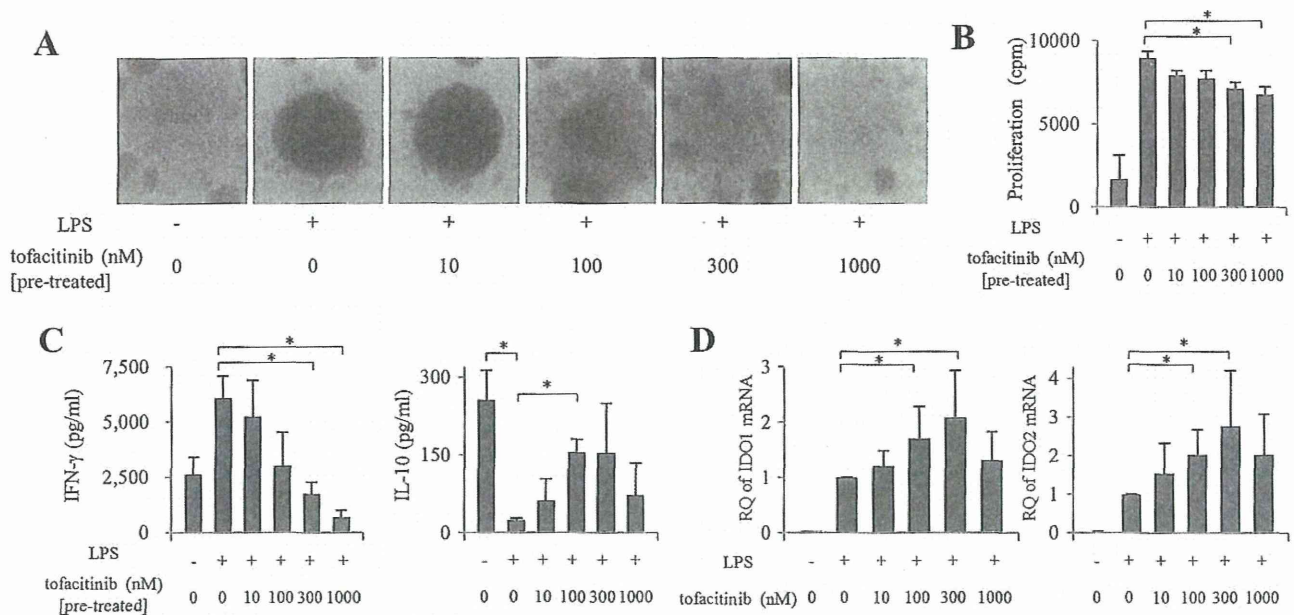 A
LPS - + + + + +
tofacitinib (nM) 0 0 10 100 300 1000
[pre-treated]
B
* *
Proliferation (cpm)
10000
5000
0
LPS
- + + + + +
tofacitinib (nM)
[pre-treated] 0 0 10 100 300 1000
C
* *
IFN-γ (pg/ml)
7,500
5,000
2,500
0
LPS - + + + + +
tofacitinib (nM) 0 0 10 100 300 1000
[pre-treated]
* *
IL-10 (pg/ml)
300
150
0
- + + + + +
0 0 10 100 300 1000
D
* *
RQ of IDO1 mRNA
3
2
1
0
LPS - + + + + +
tofacitinib (nM) 0 0 10 100 300 1000
* *
RQ of IDO2 mRNA
4
3
2
1
0
- + + + + +
0 0 10 100 300 1000